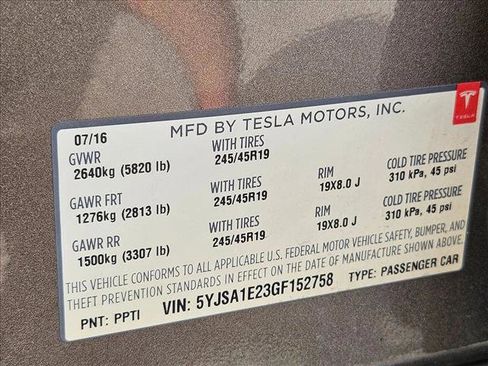 07/16 MFD BY TESLA MOTORS, INC. TESLA
GVWR WITH TIRES
2640kg (5820 lb) 245/45R19 RIM COLD TIRE PRESSURE
19X8.0 J 310 kPa, 45 psi
GAWR FRT WITH TIRES
1276kg (2813 lb) 245/45R19 RIM COLD TIRE PRESSURE
19X8.0 J 310 kPa, 45 psi
GAWR RR WITH TIRES
1500kg (3307 lb) 245/45R19
THIS VEHICLE CONFORMS TO ALL APPLICABLE U.S. FEDERAL MOTOR VEHICLE SAFETY, BUMPER, AND
THEFT PREVENTION STANDARDS IN EFFECT ON THE DATE OF MANUFACTURE SHOWN ABOVE.
PNT: PPTI VIN: 5YJSA1E23GF152758 TYPE: PASSENGER CAR